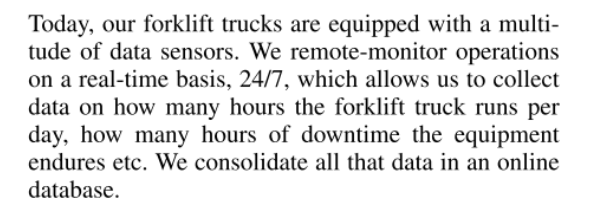 Today, our forklift trucks are equipped with a multi-
tude of data sensors. We remote-monitor operations
on a real-time basis, 24/7, which allows us to collect
data on how many hours the forklift truck runs per
day, how many hours of downtime the equipment
endures etc. We consolidate all that data in an online
database.